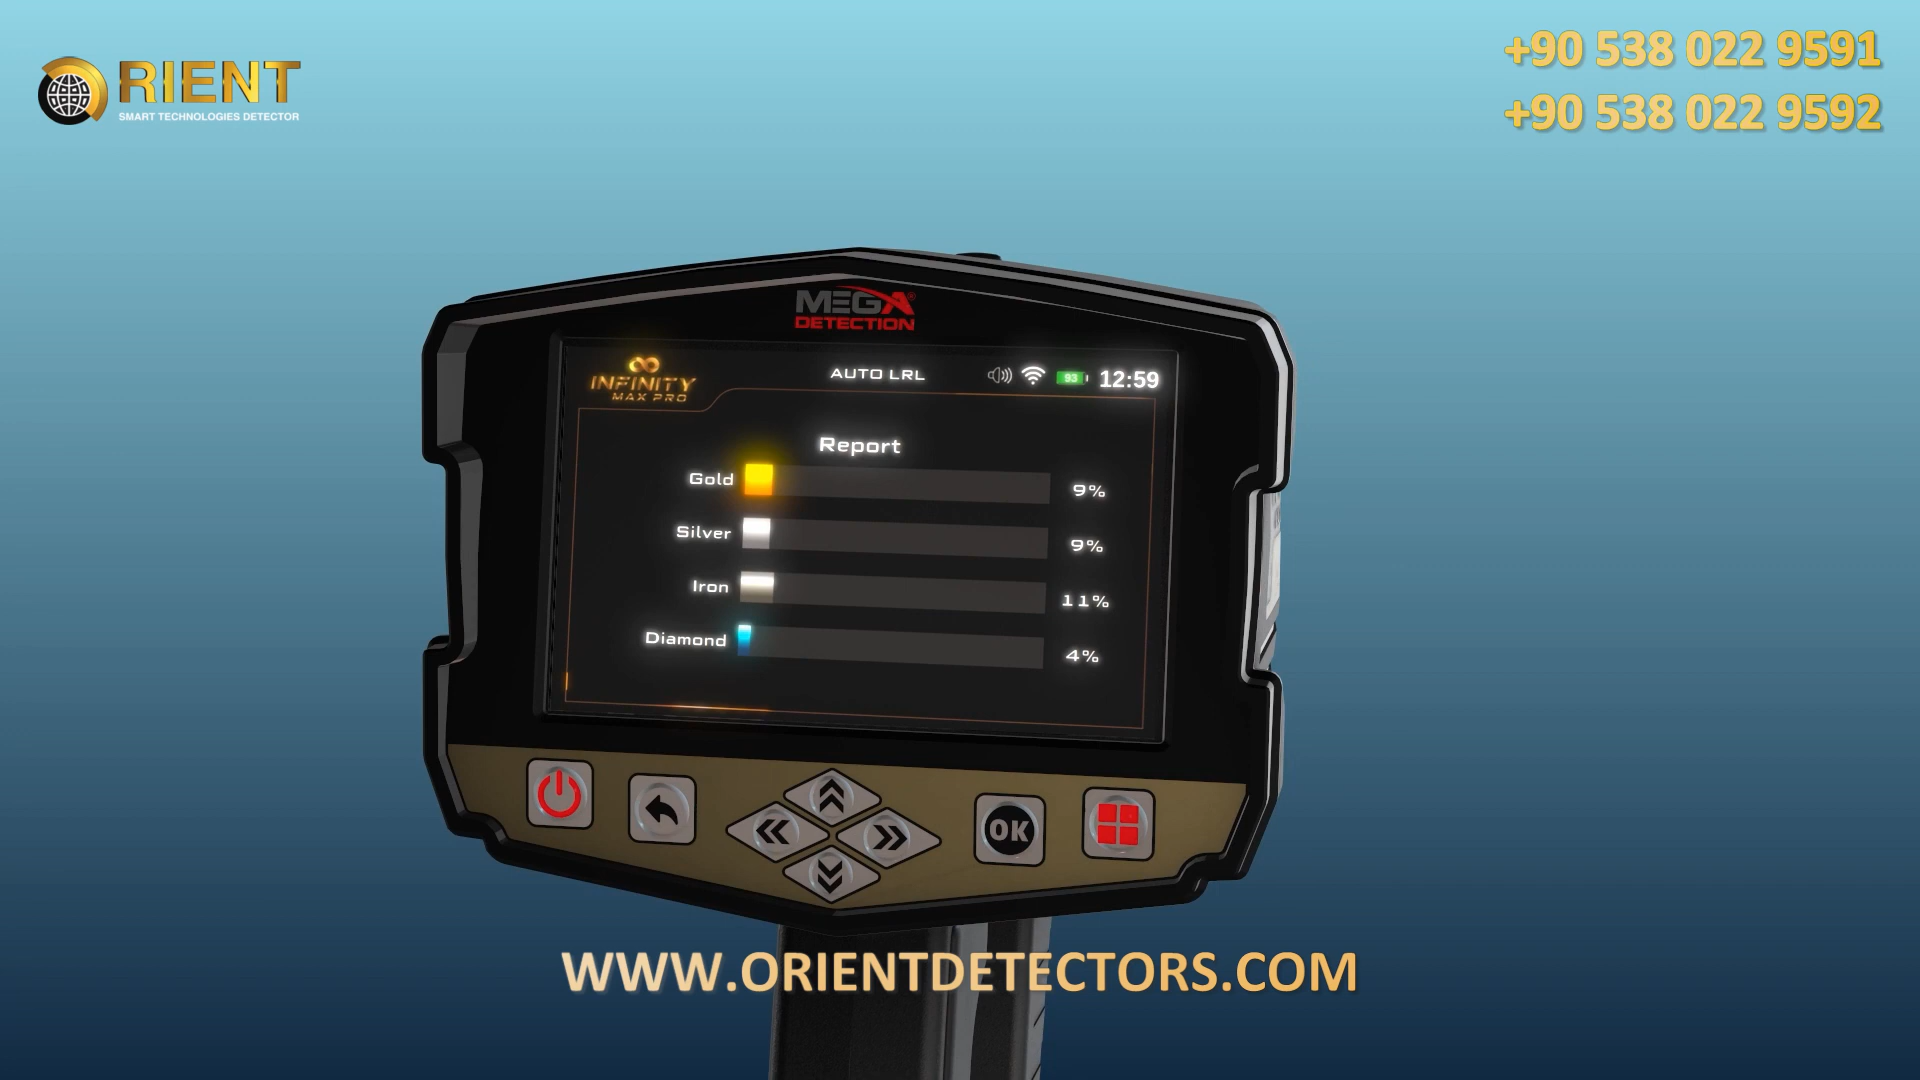 RIENT
SMART TECHNOLOGIES DETECTOR
+90 538 022 9591
+90 538 022 9592
MEGA
DETECTION
INFINITY
MAX PRO
AUTO LRL
93
12:59
Report
Gold 9%
Silver 9%
Iron 11%
Diamond 4%
OK
WWW.ORIENTDETECTORS.COM